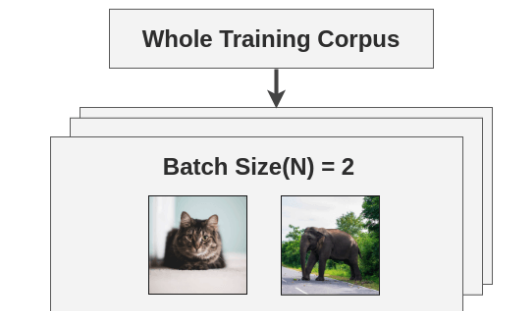 Whole Training Corpus
Batch Size(N) = 2